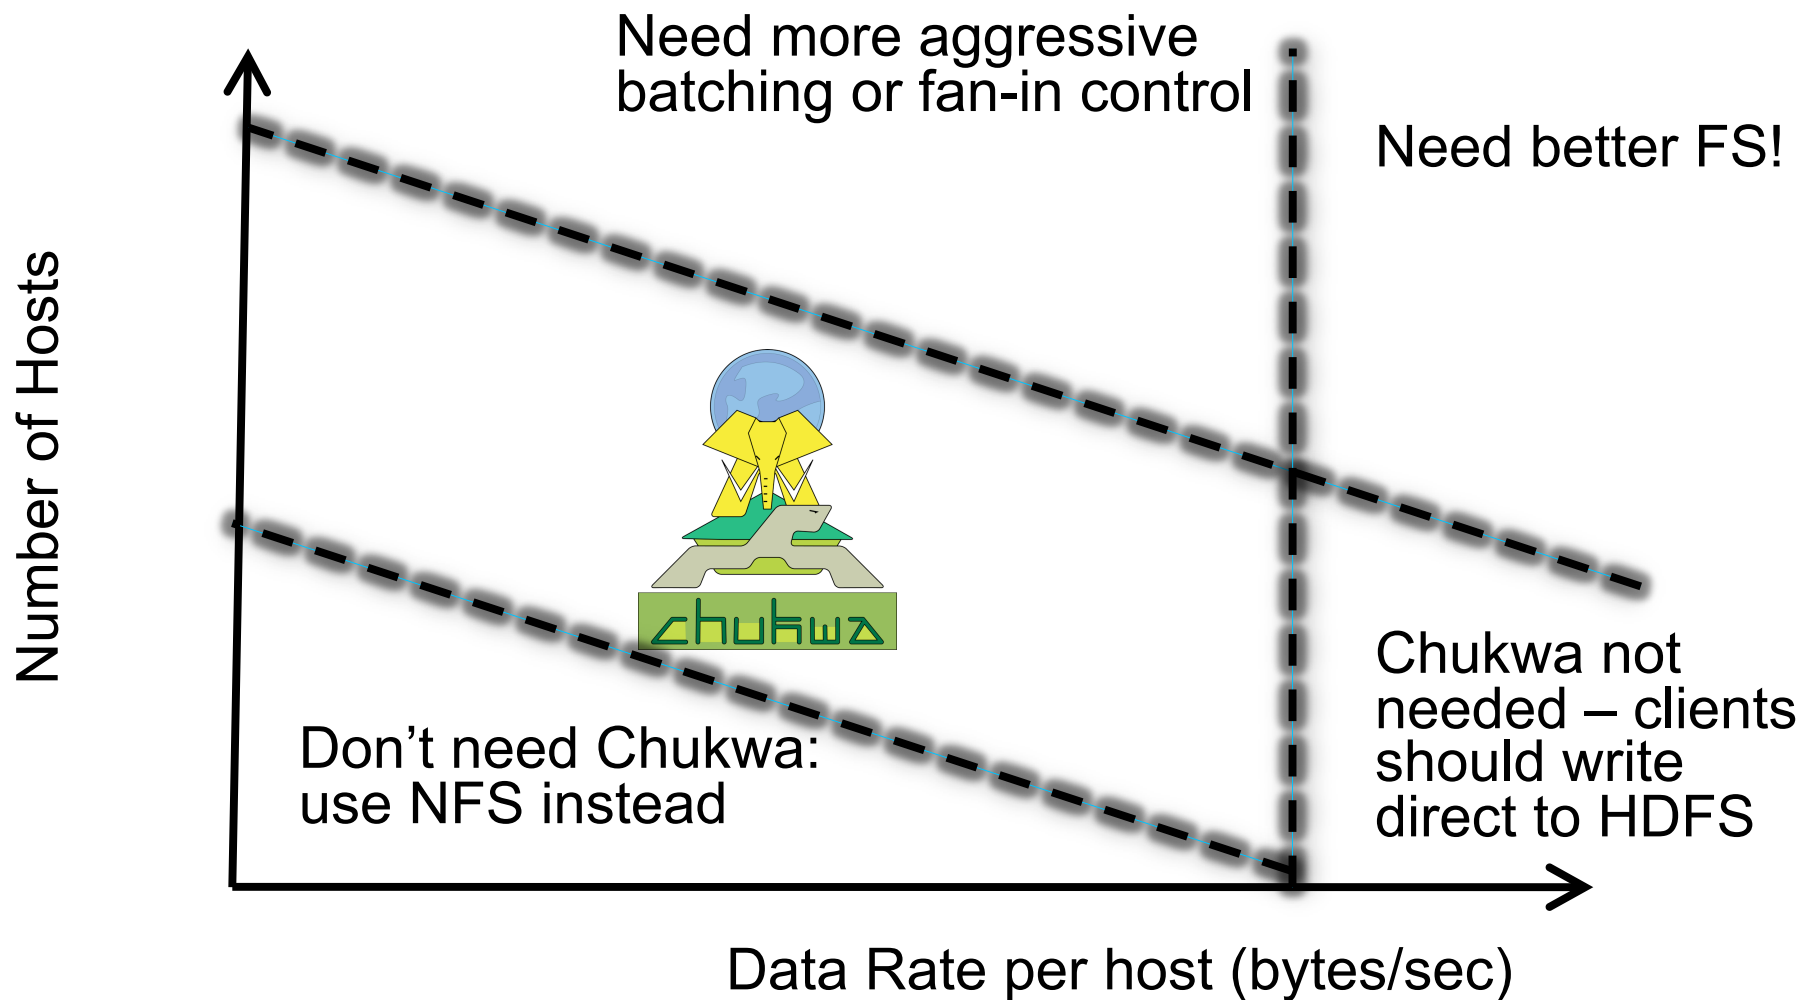 Need more aggressive
batching or fan-in control
Need better FS!
Number of Hosts
chukwa
Don’t need Chukwa:
use NFS instead
Chukwa not
needed – clients
should write
direct to HDFS
Data Rate per host (bytes/sec)